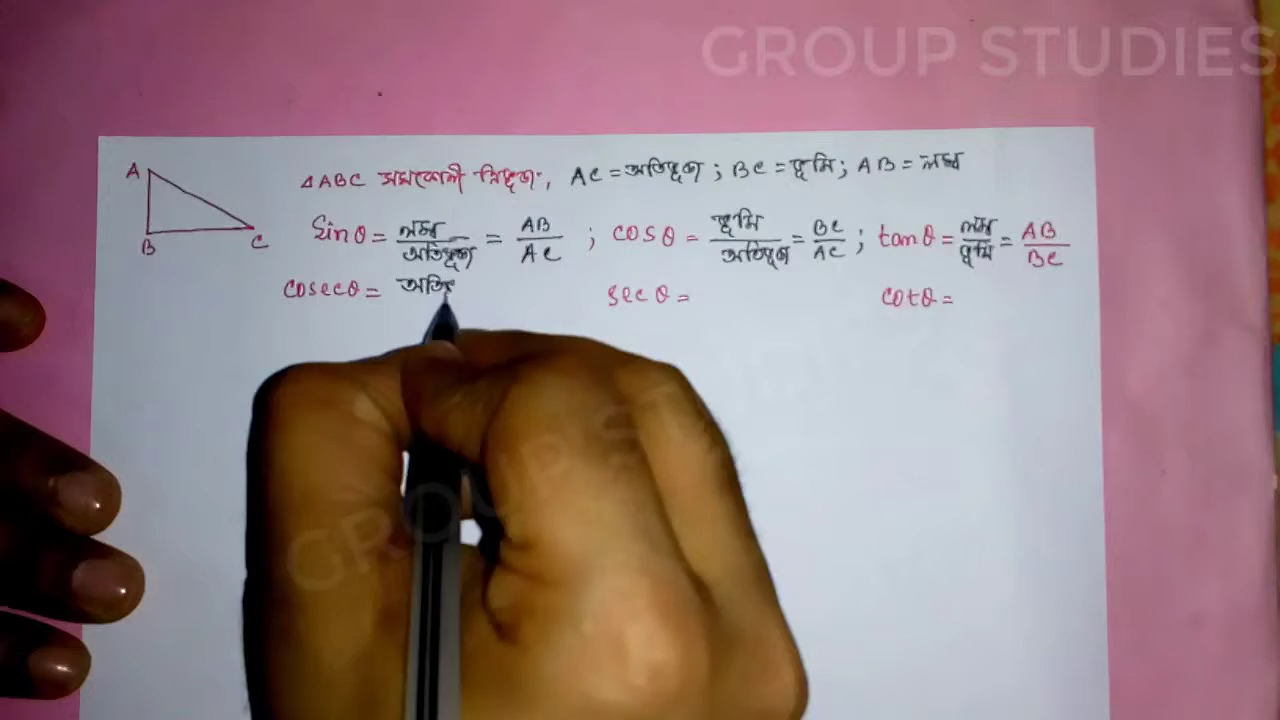 GROUP STUDIES
A
B
C
△ABC সমকোণী ত্রিভুজ, AC = অতিভুজ ; BC = ভূমি ; AB = লম্ব
Sinθ = লম্ব/অতিভুজ = AB/AC ; cosθ = ভূমি/অতিভুজ = BC/AC ; tanθ = লম্ব/ভূমি = AB/BC
cosecθ = অতি secθ = cotθ =